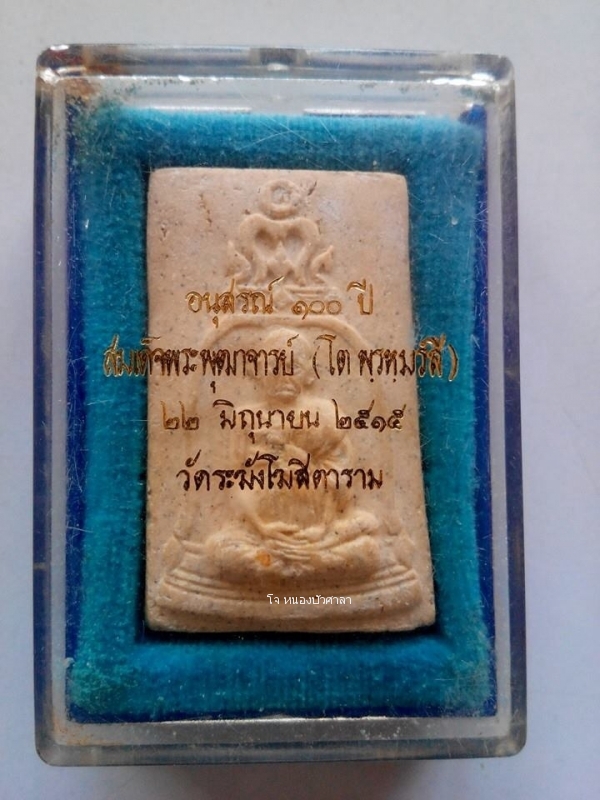 อนุสรณ์ ๑๐๐ ปี
สมเด็จพระพุฒาจารย์ (โต พฺรหฺมรํสี)
๒๒ มิถุนายน ๒๕๑๕
วัดระฆังโฆสิตาราม
โจ หนองบัวศาลา